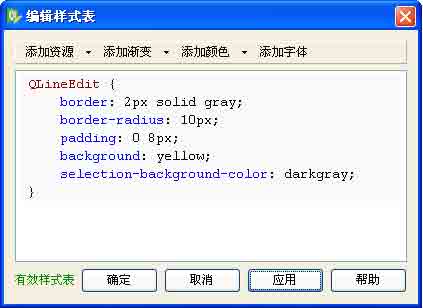 编辑样式表
添加资源 添加渐变 添加颜色 添加字体
QLineEdit {
    border: 2px solid gray;
    border-radius: 10px;
    padding: 0 8px;
    background: yellow;
    selection-background-color: darkgray;
}
有效样式表 确定 取消 应用 帮助